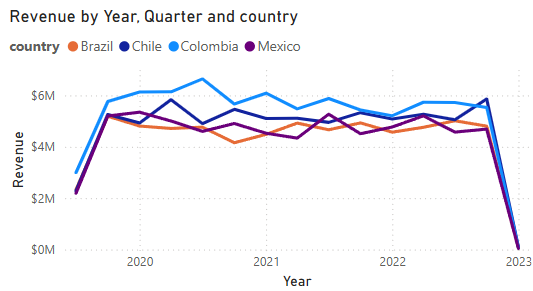 Revenue by Year, Quarter and country
country Brazil Chile Colombia Mexico
$6M
$4M
$2M
$0M
Revenue
2020 2021 2022 2023
Year